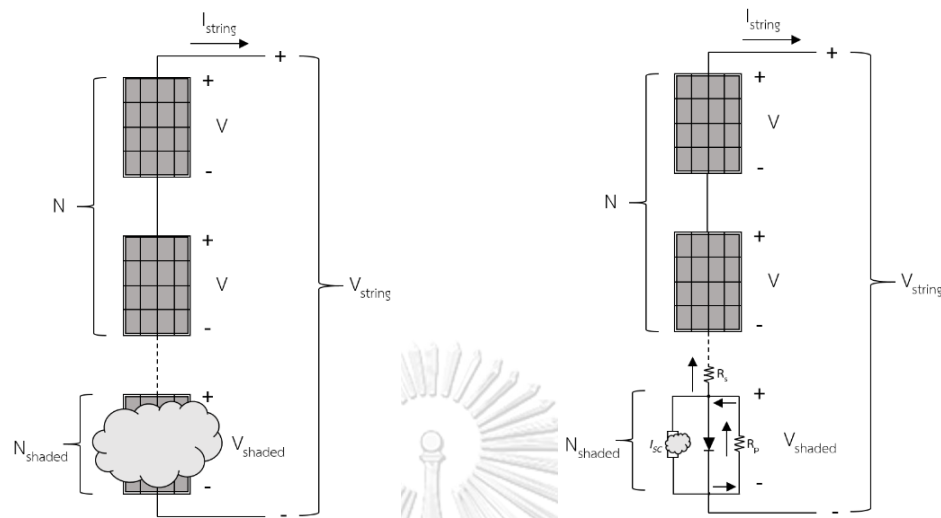 I_string
+
+
V
-
N
+
V
-
V_string
+
N_shaded
V_shaded
-
-
I_string
+
+
V
-
N
+
V
-
V_string
R_s
+
N_shaded
I_sc
R_p
V_shaded
-
-